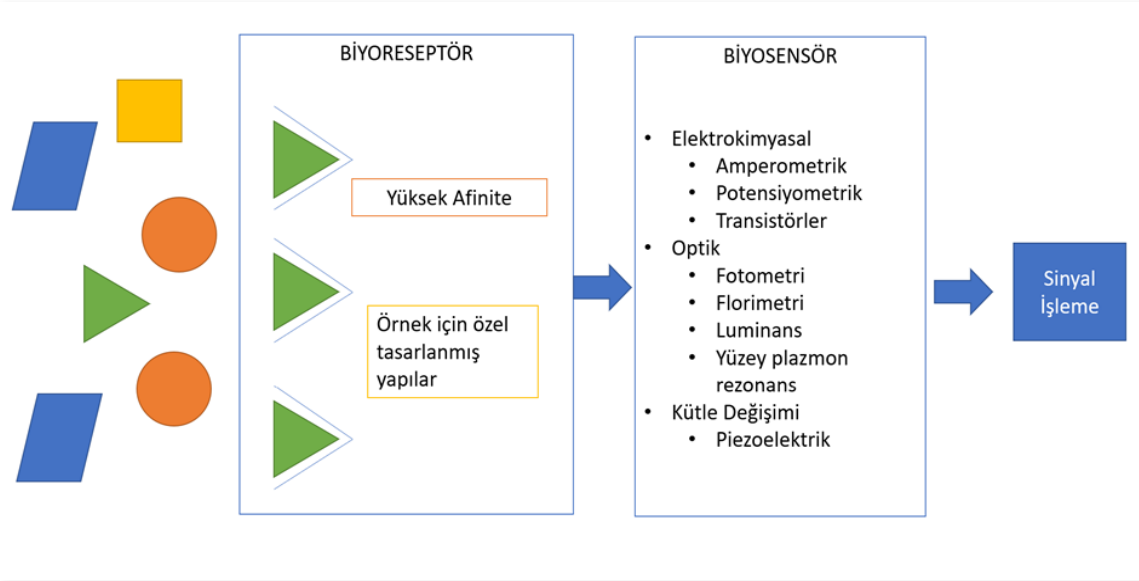 BİYORESEPTÖR
Yüksek Afinite
Örnek için özel
tasarlanmış
yapılar
BİYOSENSÖR
• Elektrokimyasal
• Amperometrik
• Potensiyometrik
• Transistörler
• Optik
• Fotometri
• Florimetri
• Luminans
• Yüzey plazmon
rezonans
• Kütle Değişimi
• Piezoelektrik
Sinyal
İşleme